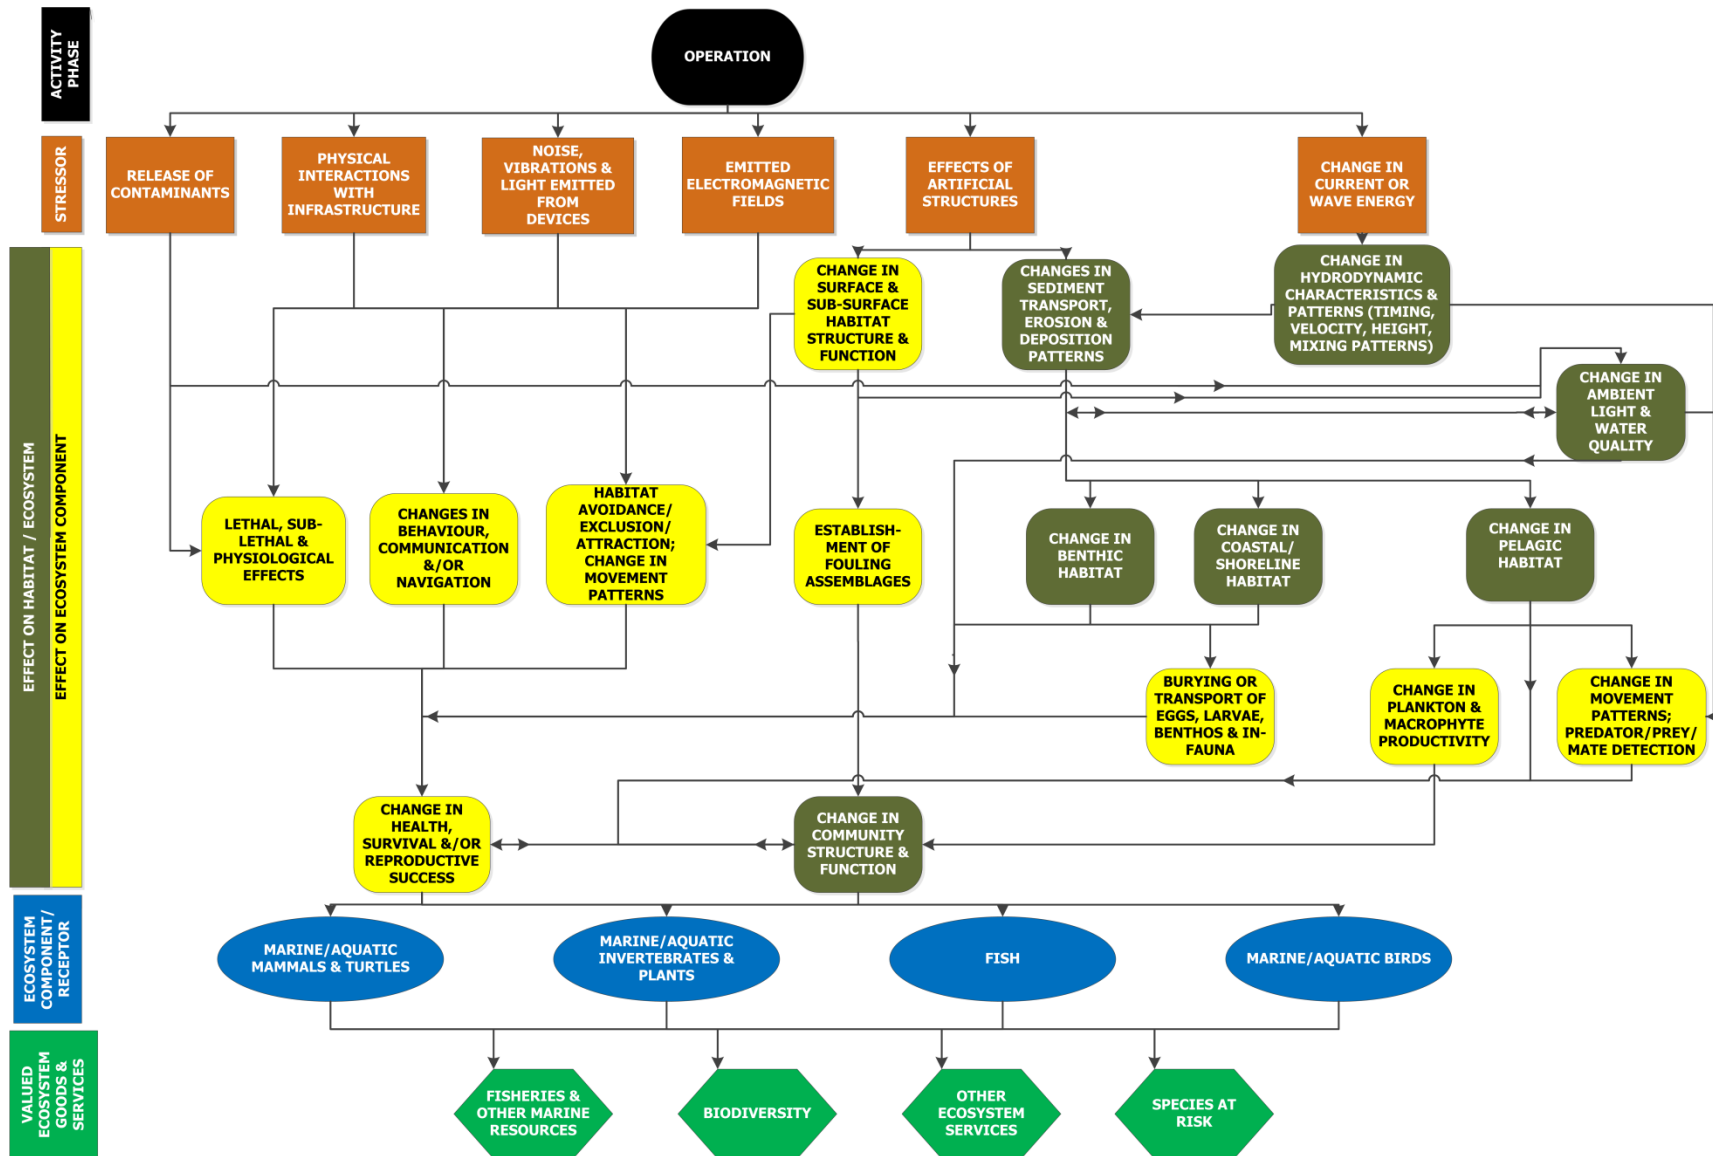 ACTIVITY
PHASE
OPERATION
STRESSOR
RELEASE OF
CONTAMINANTS
PHYSICAL
INTERACTIONS
WITH
INFRASTRUCTURE
NOISE,
VIBRATIONS &
LIGHT EMITTED
FROM
DEVICES
EMITTED
ELECTROMAGNETIC
FIELDS
EFFECTS OF
ARTIFICIAL
STRUCTURES
CHANGE IN
CURRENT OR
WAVE ENERGY
EFFECT ON HABITAT / ECOSYSTEM
EFFECT ON ECOSYSTEM COMPONENT
CHANGE IN
SURFACE &
SUB-SURFACE
HABITAT
STRUCTURE &
FUNCTION
CHANGES IN
SEDIMENT
TRANSPORT,
EROSION &
DEPOSITION
PATTERNS
CHANGE IN
HYDRODYNAMIC
CHARACTERISTICS &
PATTERNS (TIMING,
VELOCITY, HEIGHT,
MIXING PATTERNS)
CHANGE IN
AMBIENT
LIGHT &
WATER
QUALITY
LETHAL, SUB-
LETHAL &
PHYSIOLOGICAL
EFFECTS
CHANGES IN
BEHAVIOUR,
COMMUNICATION
&/OR
NAVIGATION
HABITAT
AVOIDANCE/
EXCLUSION/
ATTRACTION;
CHANGE IN
MOVEMENT
PATTERNS
ESTABLISH-
MENT OF
FOULING
ASSEMBLAGES
CHANGE IN
BENTHIC
HABITAT
CHANGE IN
COASTAL/
SHORELINE
HABITAT
CHANGE IN
PELAGIC
HABITAT
BURYING OR
TRANSPORT OF
EGGS, LARVAE,
BENTHOS & IN-
FAUNA
CHANGE IN
PLANKTON &
MACROPHYTE
PRODUCTIVITY
CHANGE IN
MOVEMENT
PATTERNS;
PREDATOR/PREY/
MATE DETECTION
CHANGE IN
HEALTH,
SURVIVAL &/OR
REPRODUCTIVE
SUCCESS
CHANGE IN
COMMUNITY
STRUCTURE &
FUNCTION
ECOSYSTEM
COMPONENT/
RECEPTOR
MARINE/AQUATIC
MAMMALS & TURTLES
MARINE/AQUATIC
INVERTEBRATES &
PLANTS
FISH
MARINE/AQUATIC BIRDS
VALUED
ECOSYSTEM
GOODS &
SERVICES
FISHERIES &
OTHER MARINE
RESOURCES
BIODIVERSITY
OTHER
ECOSYSTEM
SERVICES
SPECIES AT
RISK